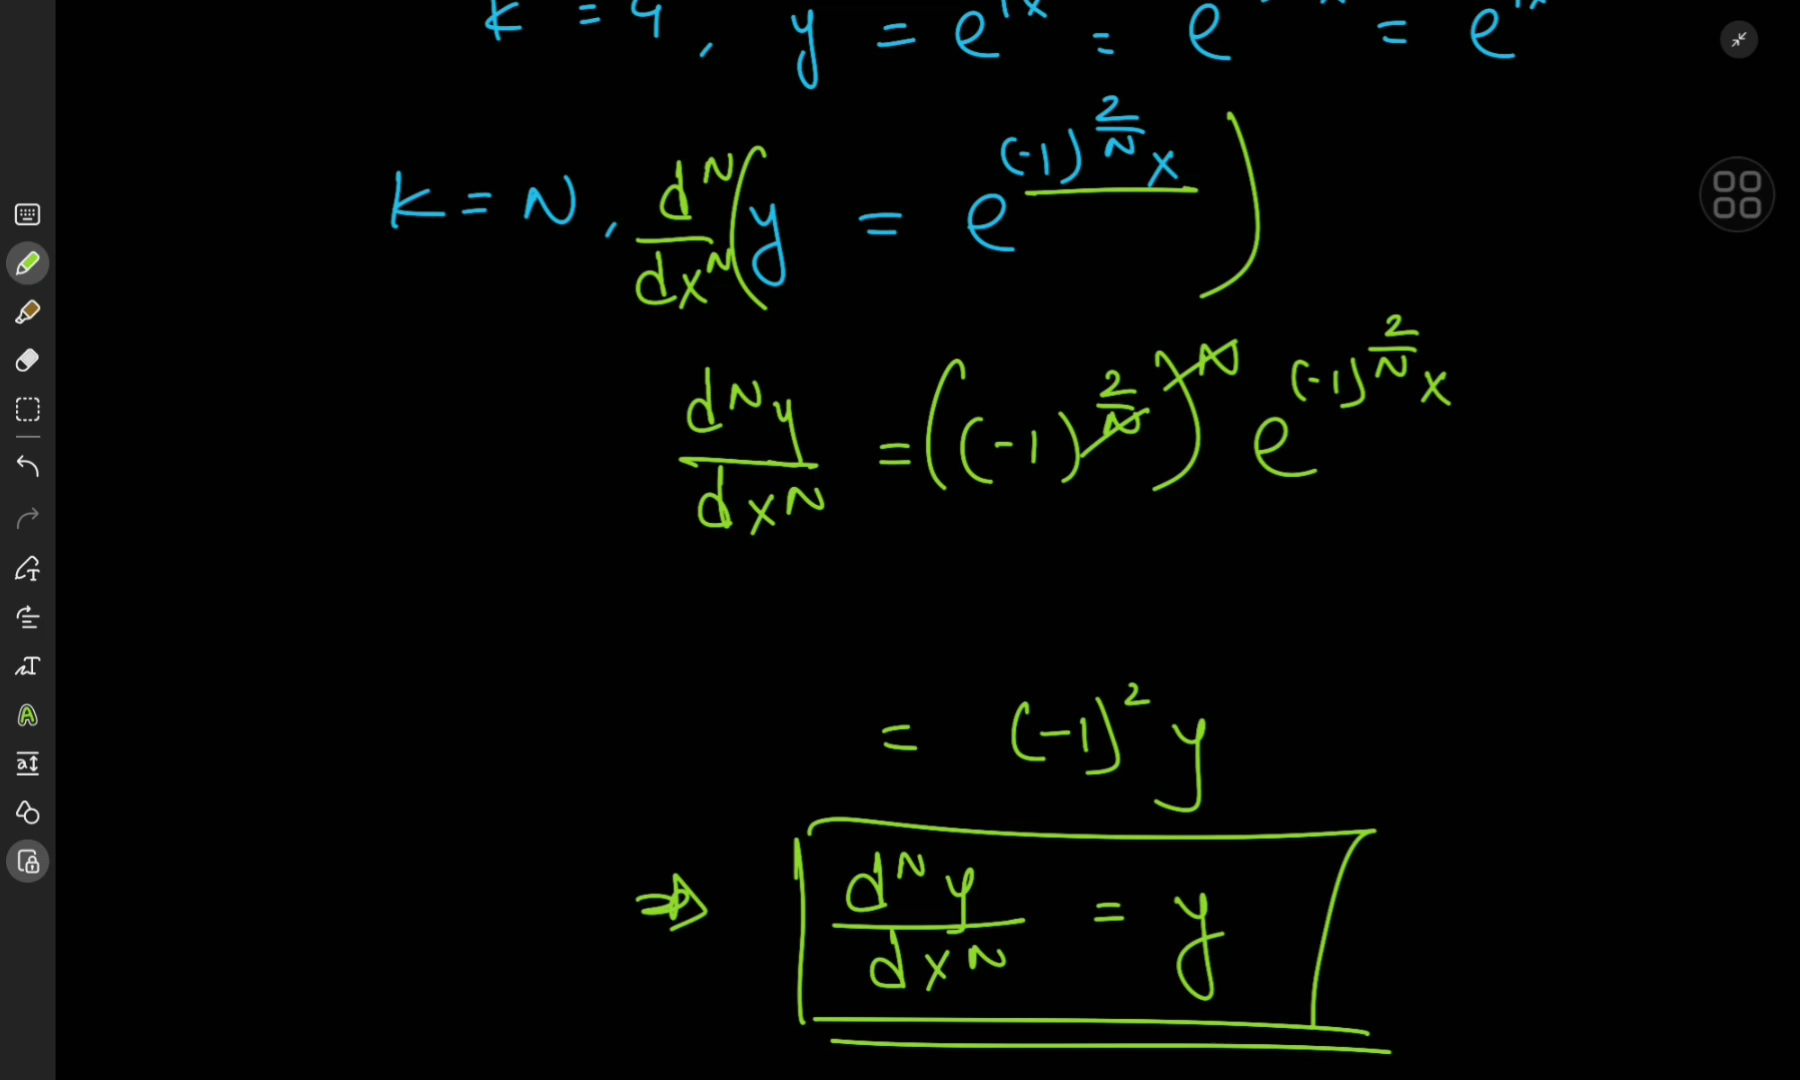 k = 4, y = e = e = e
k = N, d^N/dx^N (y = e^((-1)^(2/N) x))
d^N y/dx^N = ((-1)^(2/N))^N e^((-1)^(2/N) x)
= (-1)^2 y
⇒ d^N y/dx^N = y